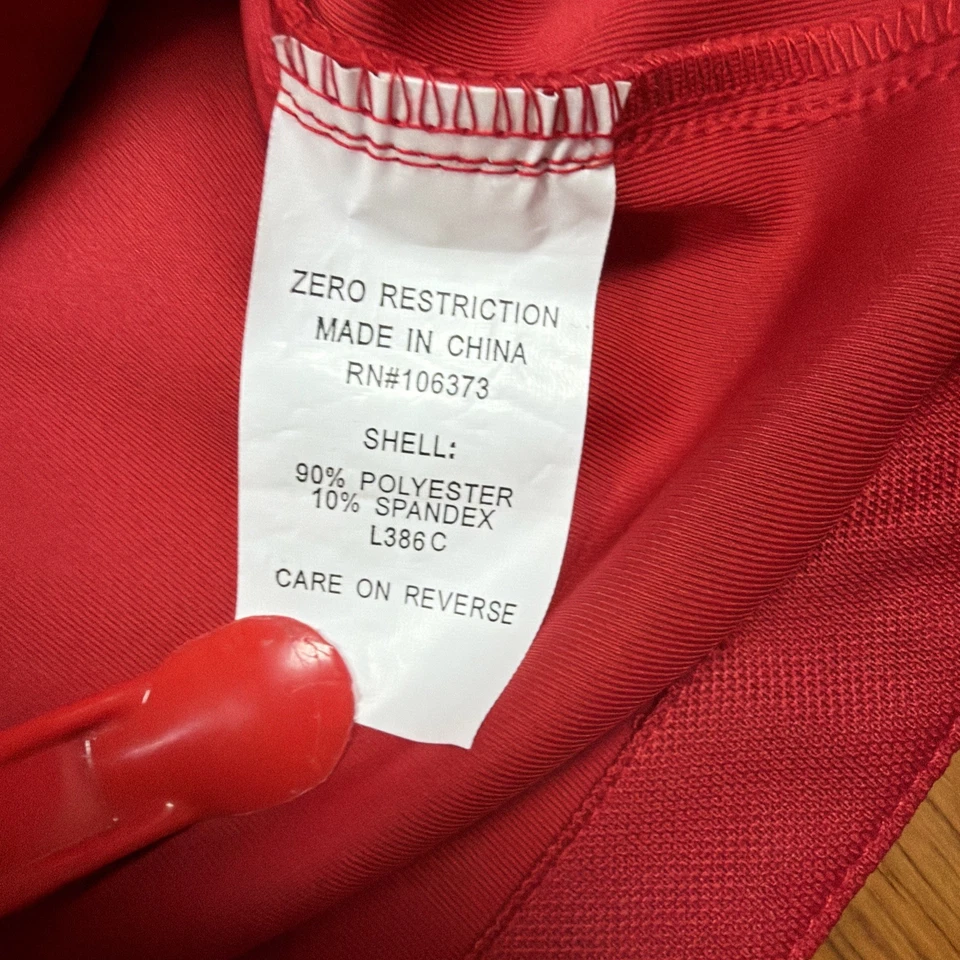 ZERO RESTRICTION
MADE IN CHINA
RN#106373
SHELL:
90% POLYESTER
10% SPANDEX
L386C
CARE ON REVERSE